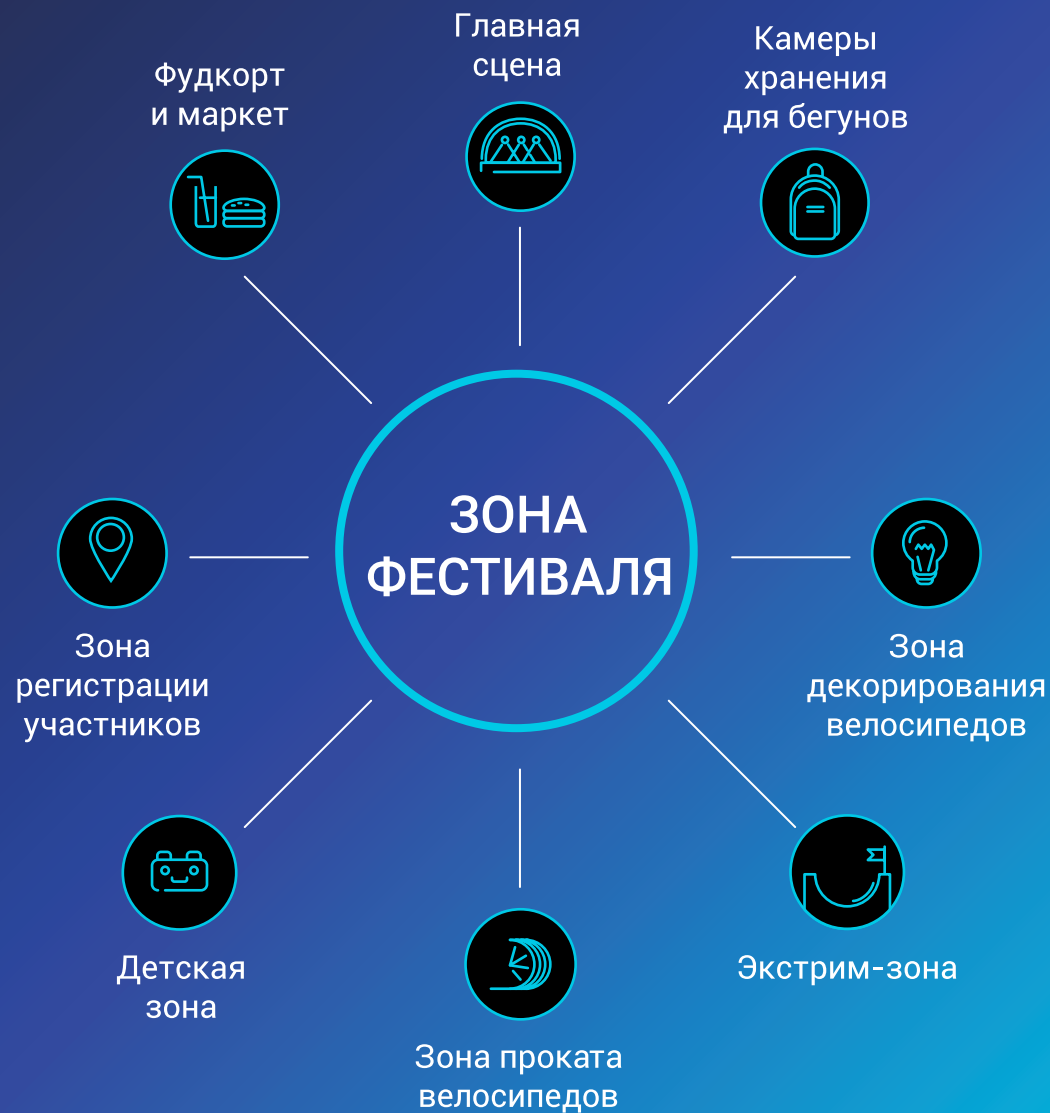 Главная
сцена
Камеры
хранения
для бегунов
Фудкорт
и маркет
ЗОНА
ФЕСТИВАЛЯ
Зона
регистрации
участников
Зона
декорирования
велосипедов
Детская
зона
Экстрим-зона
Зона проката
велосипедов